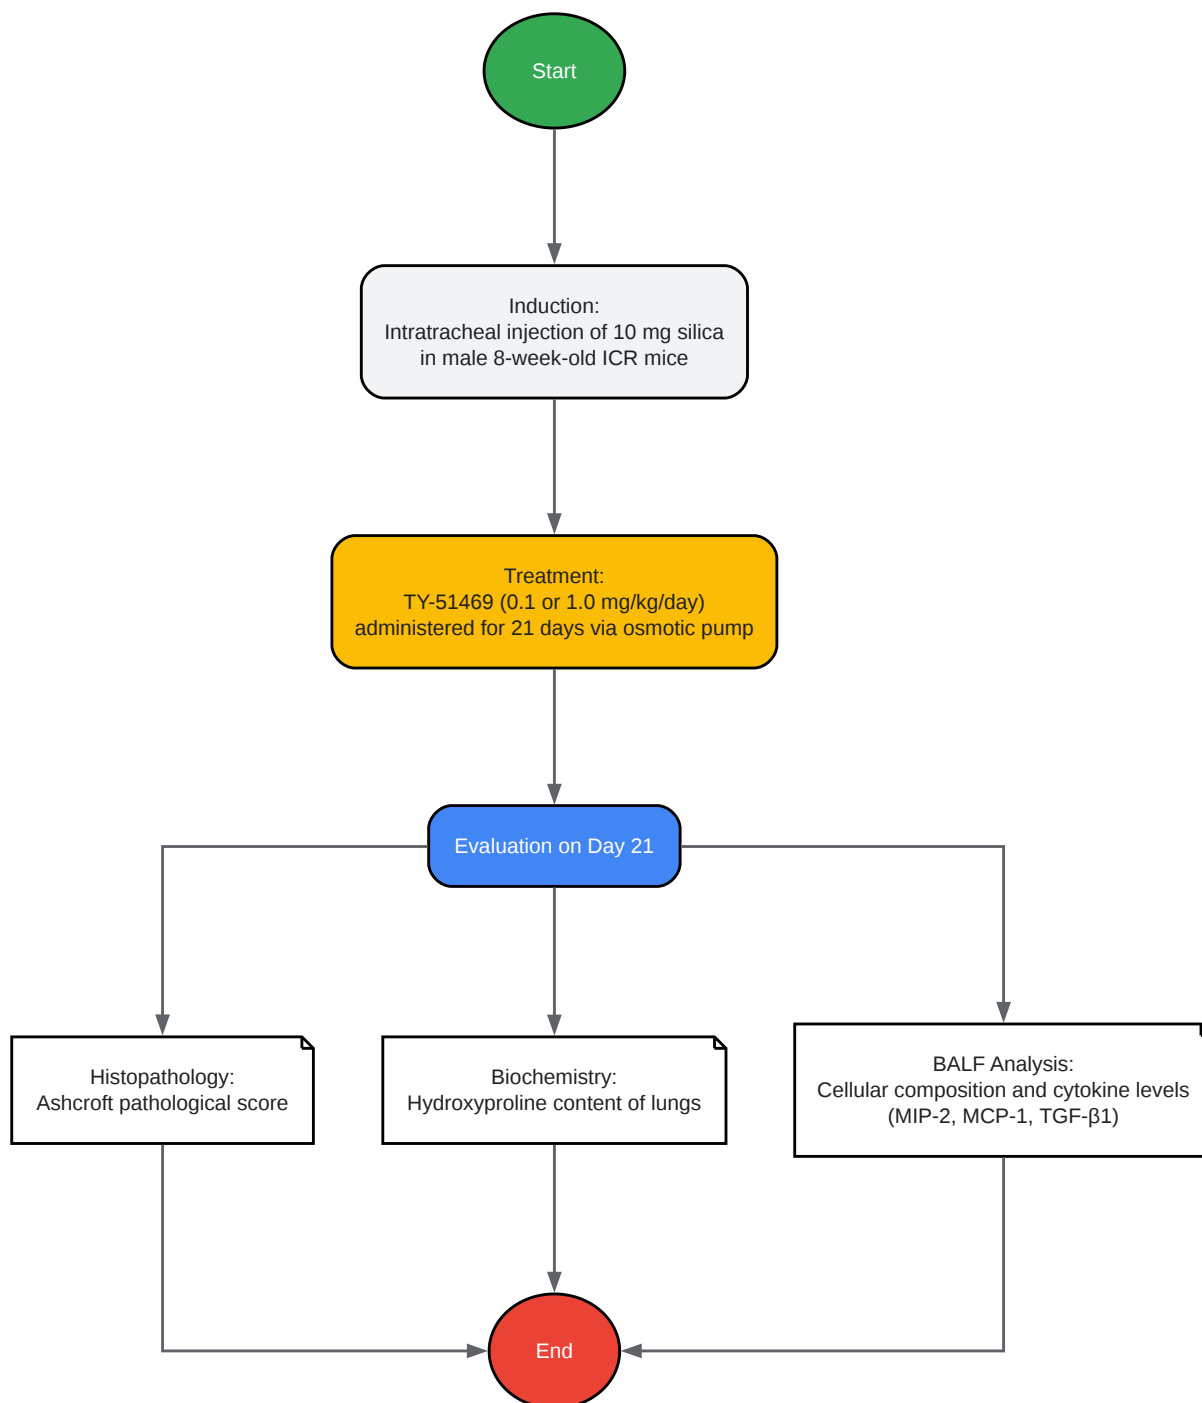 Start
Induction:
Intratracheal injection of 10 mg silica
in male 8-week-old ICR mice
Treatment:
TY-51469 (0.1 or 1.0 mg/kg/day)
administered for 21 days via osmotic pump
Evaluation on Day 21
Histopathology:
Ashcroft pathological score
Biochemistry:
Hydroxyproline content of lungs
BALF Analysis:
Cellular composition and cytokine levels
(MIP-2, MCP-1, TGF-β1)
End